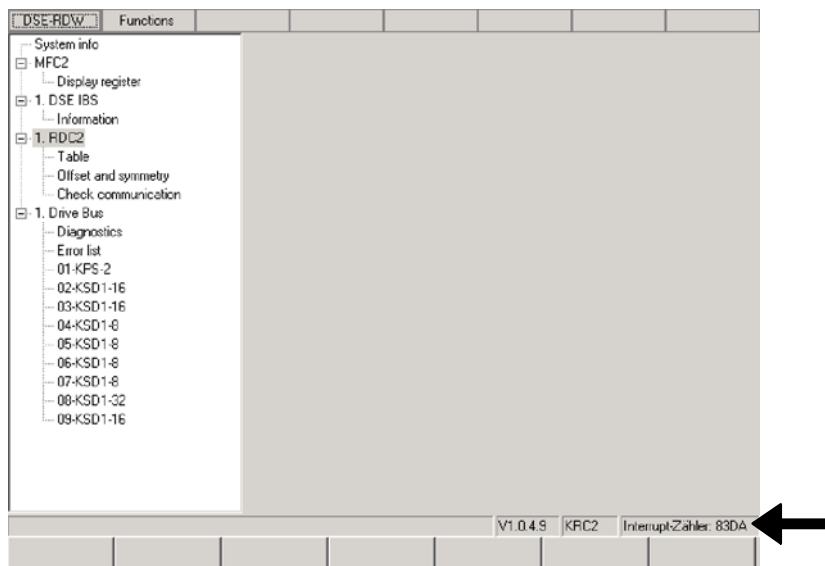 DSE-RDW Functions
System info
MFC2
Display register
1. DSE IBS
Information
1. RDC2
Table
Offset and symmetry
Check communication
1. Drive Bus
Diagnostics
Error list
01-KPS-2
02-KSD1-16
03-KSD1-16
04-KSD1-8
05-KSD1-8
06-KSD1-8
07-KSD1-8
08-KSD1-32
09-KSD1-16
V1.0.4.9 KRC2 Interrupt-Zähler: 83DA